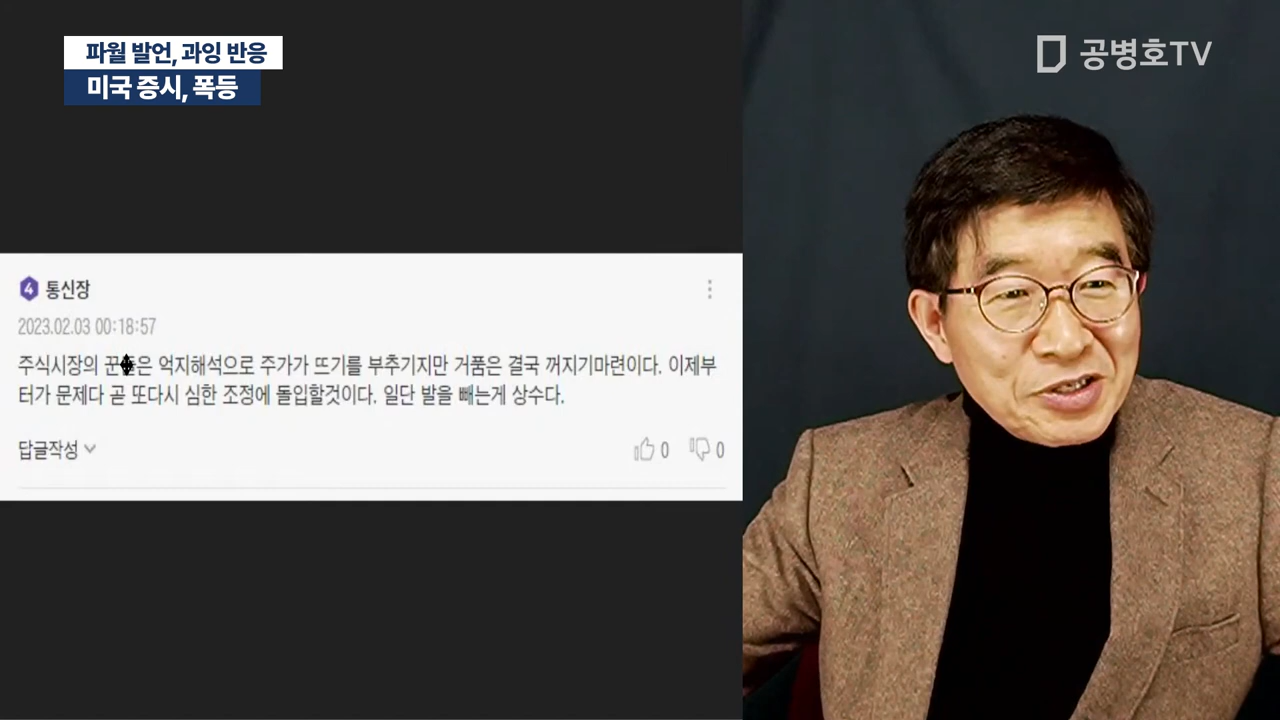 파월 발언, 과잉 반응
미국 증시, 폭등
공병호TV
4 통신장
2023.02.03 00:18:57
주식시장의 억지해석으로 주가가 뜨기를 부추기지만 거품은 결국 꺼지기마련이다. 이제부
터가 문제다 곧 또다시 심한 조정에 돌입할것이다. 일단 발을 빼는게 상수다.
답글작성
0 0